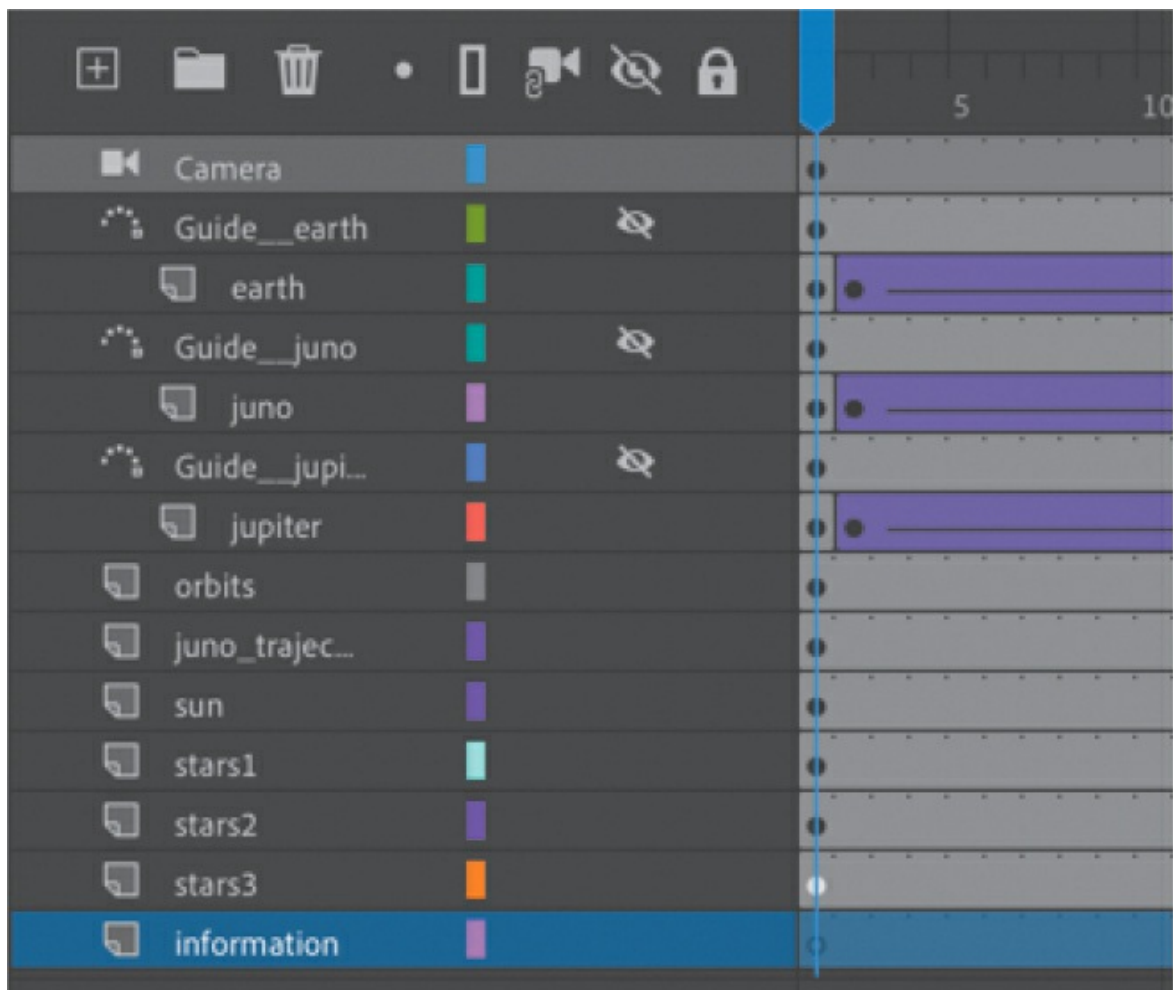 5 10
Camera
Guide__earth
earth
Guide__juno
juno
Guide__jupi...
jupiter
orbits
juno_trajec...
sun
stars1
stars2
stars3
information